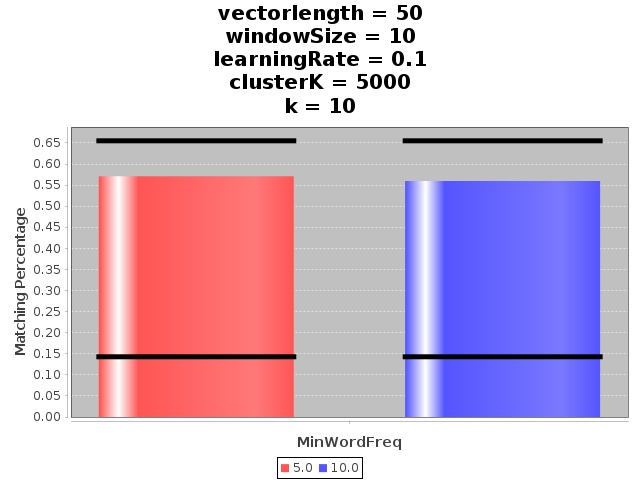 vectorlength = 50
windowSize = 10
learningRate = 0.1
clusterK = 5000
k = 10
0.65
0.60
0.55
0.50
0.45
0.40
0.35
0.30
0.25
0.20
0.15
0.10
0.05
0.00
Matching Percentage
MinWordFreq
5.0 10.0